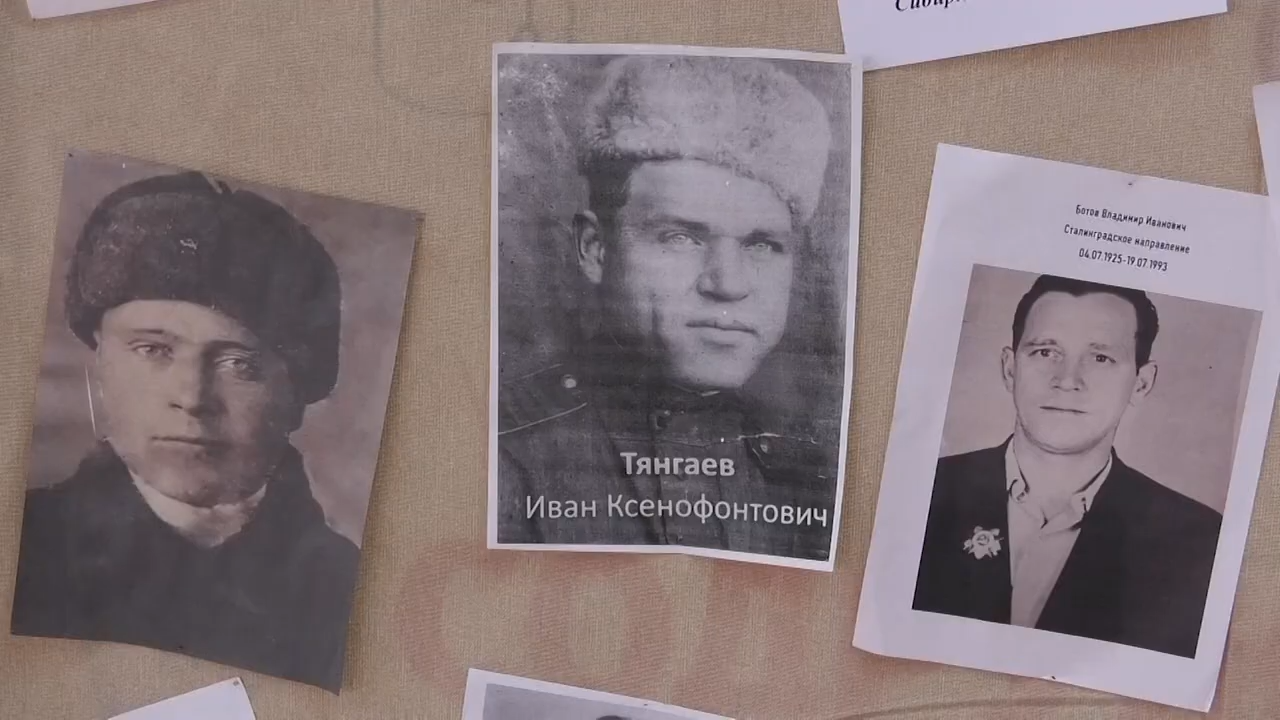 Тянгаев
Иван Ксенофонтович
Ботов Владимир Иванович
Сталинградское направление
04.07.1925-19.07.1993